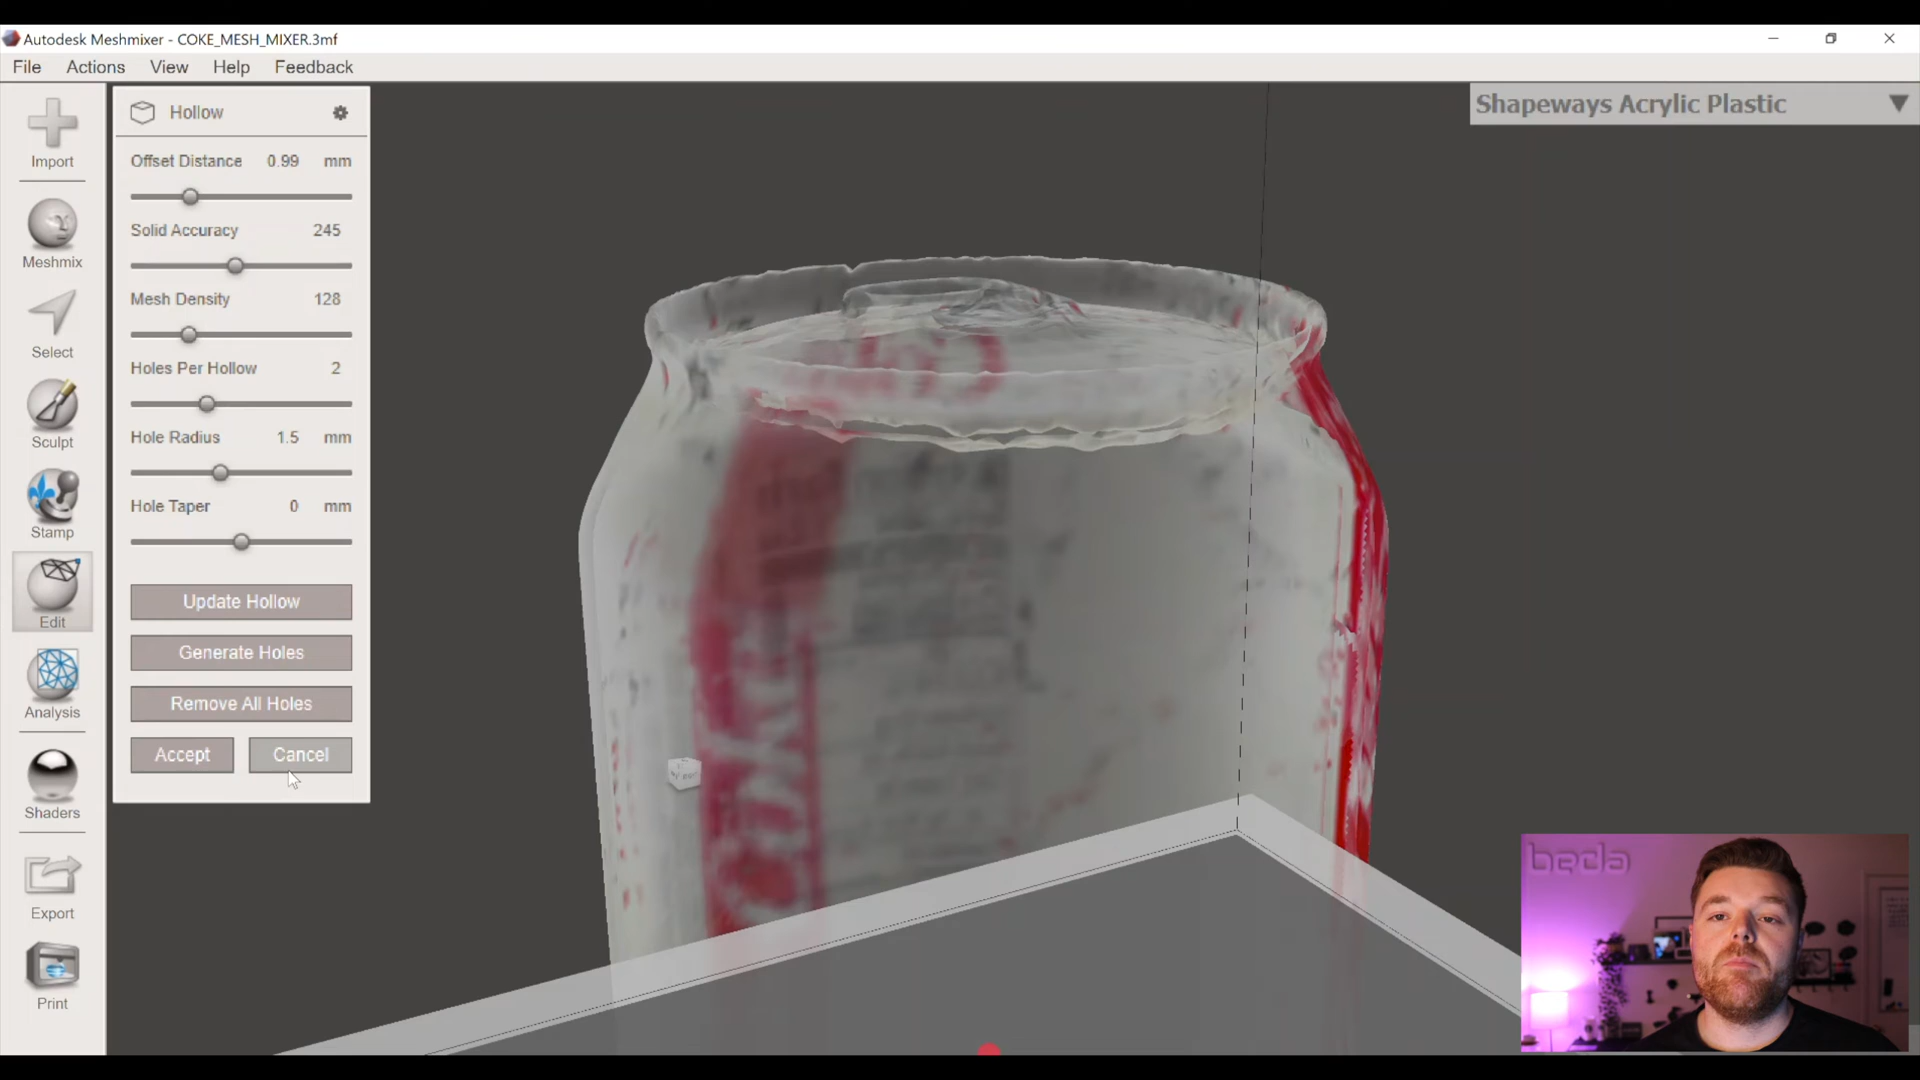 Autodesk Meshmixer - COKE_MESH_MIXER.3mf
File Actions View Help Feedback
Shapeways Acrylic Plastic
Import
Meshmix
Select
Sculpt
Stamp
Edit
Analysis
Shaders
Export
Print
Hollow
Offset Distance 0.99 mm
Solid Accuracy 245
Mesh Density 128
Holes Per Hollow 2
Hole Radius 1.5 mm
Hole Taper 0 mm
Update Hollow
Generate Holes
Remove All Holes
Accept Cancel
beda